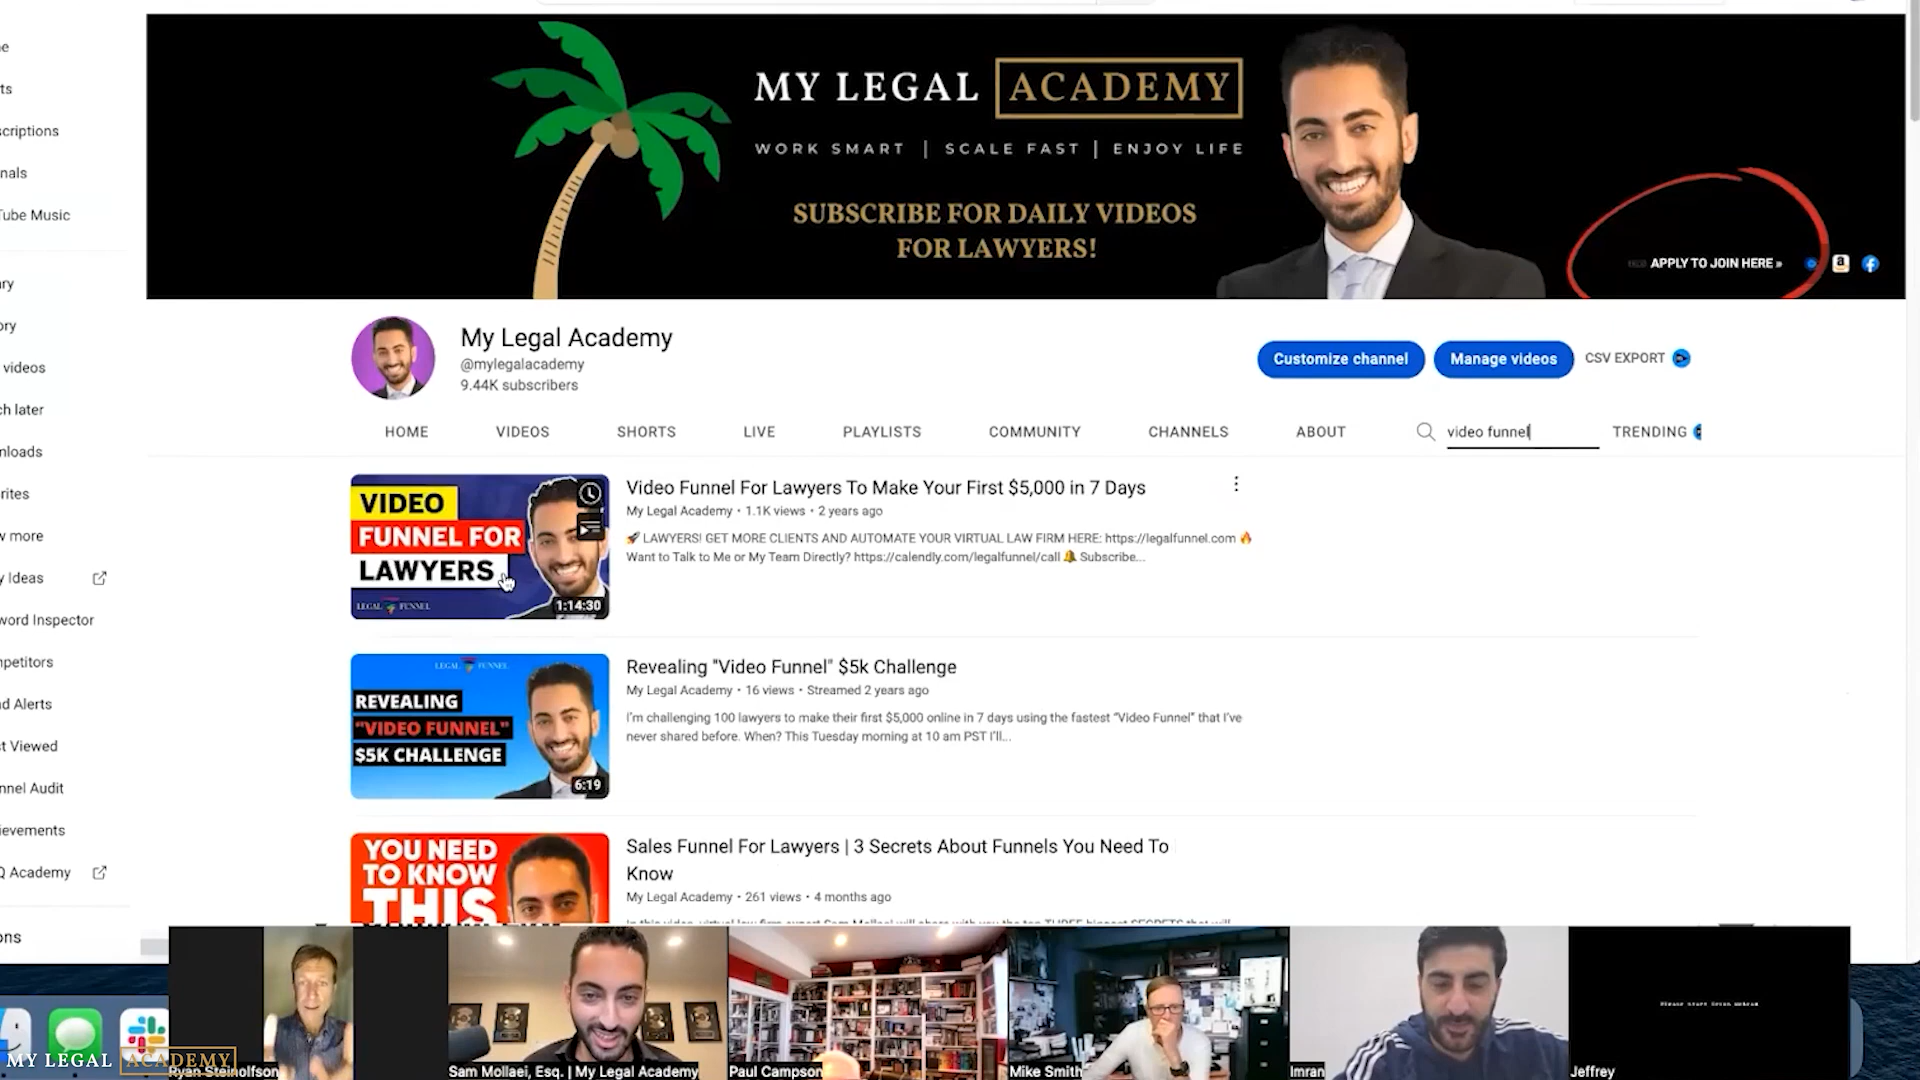 MY LEGAL ACADEMY
WORK SMART | SCALE FAST | ENJOY LIFE
SUBSCRIBE FOR DAILY VIDEOS
FOR LAWYERS!
APPLY TO JOIN HERE »
e
ts
criptions
nals
Tube Music
ry
ory
videos
ch later
nloads
rites
w more
y Ideas
word Inspector
petitors
d Alerts
t Viewed
nnel Audit
ievements
Q Academy
ons
My Legal Academy
@mylegalacademy
9.44K subscribers
Customize channel
Manage videos
CSV EXPORT
HOME
VIDEOS
SHORTS
LIVE
PLAYLISTS
COMMUNITY
CHANNELS
ABOUT
video funnel
TRENDING
VIDEO
FUNNEL FOR
LAWYERS
LEGAL FUNNEL
1:14:30
Video Funnel For Lawyers To Make Your First $5,000 in 7 Days
My Legal Academy • 1.1K views • 2 years ago
🚀 LAWYERS! GET MORE CLIENTS AND AUTOMATE YOUR VIRTUAL LAW FIRM HERE: https://legalfunnel.com 🔥
Want to Talk to Me or My Team Directly? https://calendly.com/legalfunnel/call 🔔 Subscribe...
LEGAL FUNNEL
REVEALING
"VIDEO FUNNEL"
$5K CHALLENGE
6:19
Revealing "Video Funnel" $5k Challenge
My Legal Academy • 16 views • Streamed 2 years ago
I'm challenging 100 lawyers to make their first $5,000 online in 7 days using the fastest "Video Funnel" that I've
never shared before. When? This Tuesday morning at 10 am PST I'll...
YOU NEED
TO KNOW
THIS
Sales Funnel For Lawyers | 3 Secrets About Funnels You Need To
Know
My Legal Academy • 261 views • 4 months ago
MY LEGAL ACADEMY
Ryan Steinolfson
Sam Mollaei, Esq. | My Legal Academy
Paul Campson
Mike Smith
Imran
Jeffrey